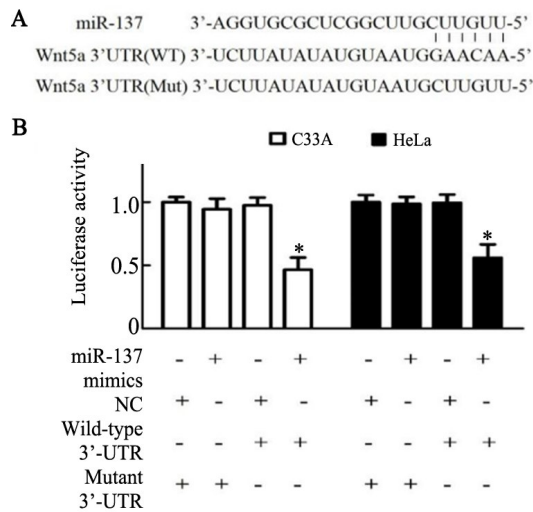 A
miR-137 3'-AGGUGCGCUCGGCUUGCUUGUU-5'
Wnt5a 3'UTR(WT) 3'-UCUUAUAUAUGUAAUGGAACAA-5'
Wnt5a 3'UTR(Mut) 3'-UCUUAUAUAUGUAAUGCUUGUU-5'
B
C33A HeLa
Luciferase activity
1.0
0.5
0
* *
miR-137 mimics - + - + - + - +
NC + - + - + - + -
Wild-type 3'-UTR - - + + - - + +
Mutant 3'-UTR + + - - + + - -